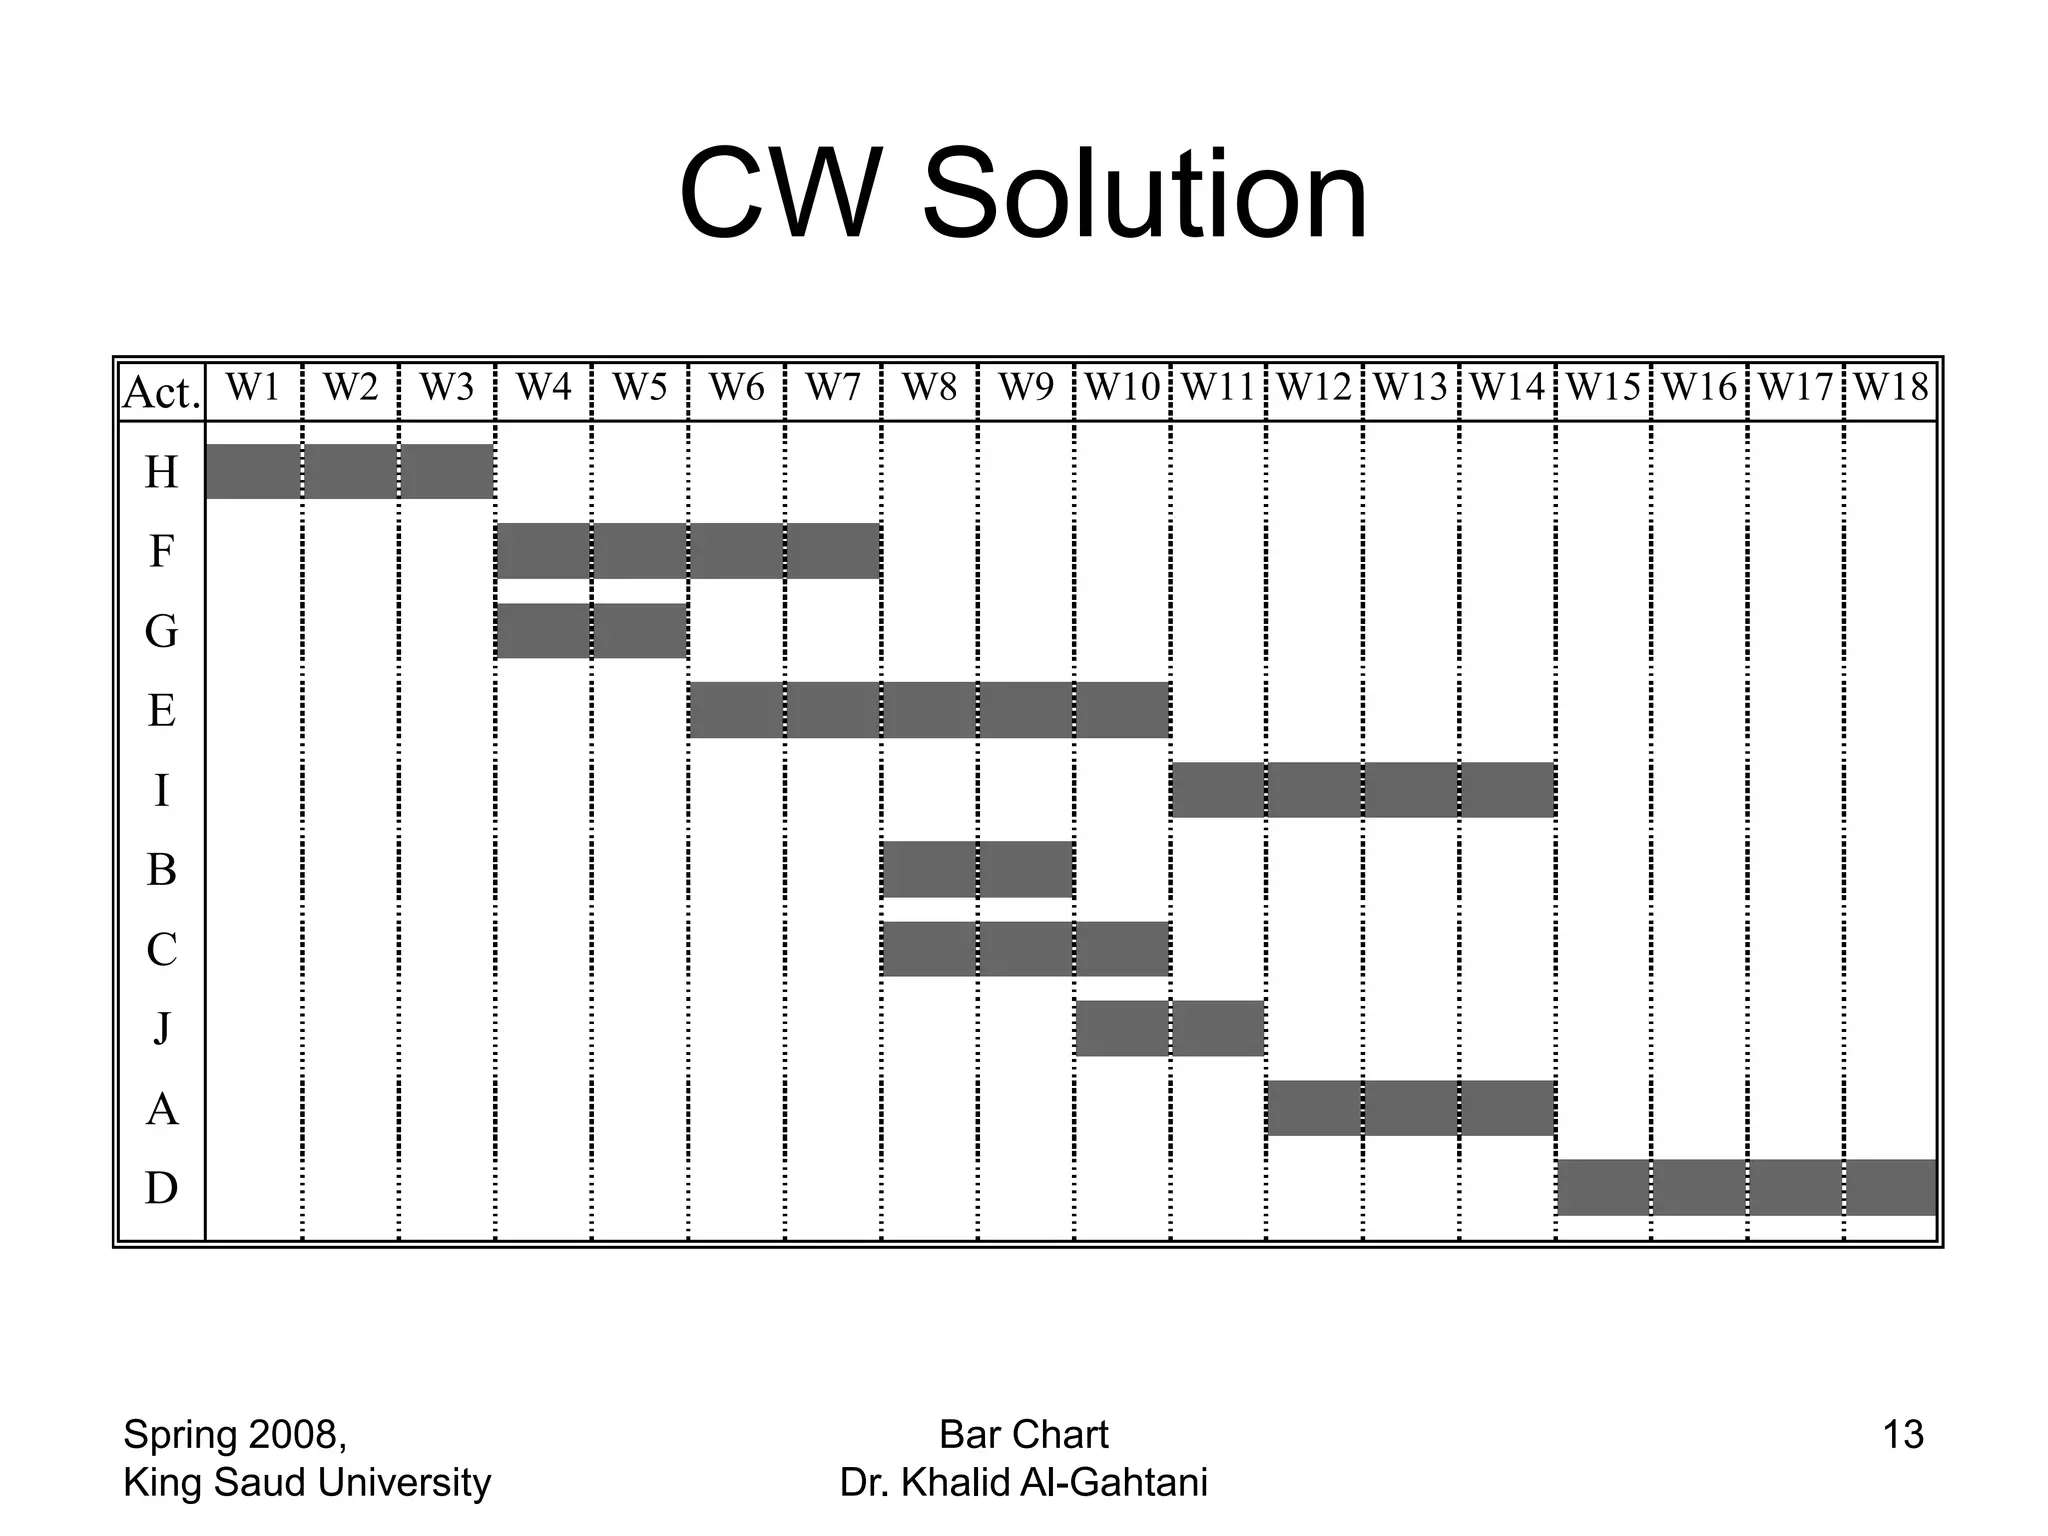 CW Solution
Act. W1 W2 W3 W4 W5 W6 W7 W8 W9 W10 W11 W12 W13 W14 W15 W16 W17 W18
H
F
G
E
I
B
C
J
A
D
Spring 2008,
King Saud University
Bar Chart
Dr. Khalid Al-Gahtani
13